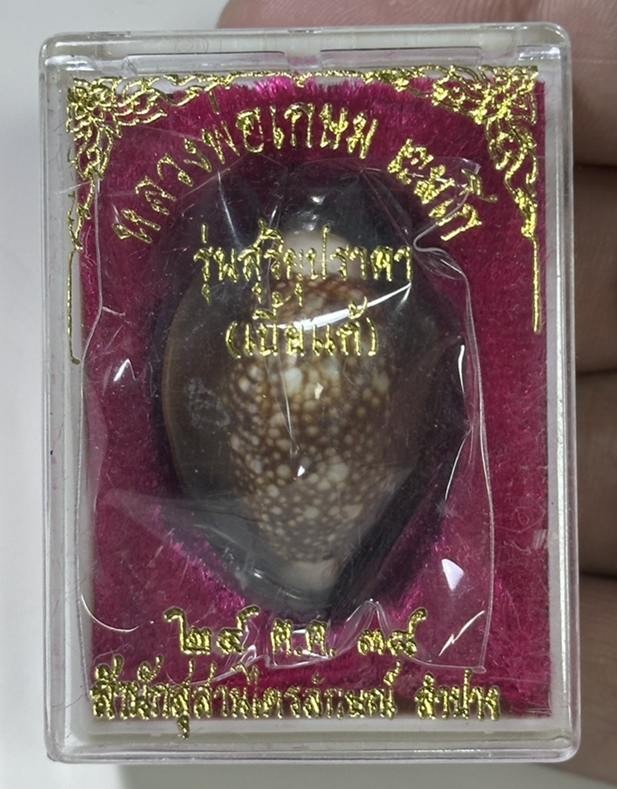 หลวงพ่อเกษม เขมโก
รุ่นสุริยุปราคา
(เบี้ยแก้)
๒๔ ต.ค. ๓๘
สำนักสุสานไตรลักษณ์ ลำปาง